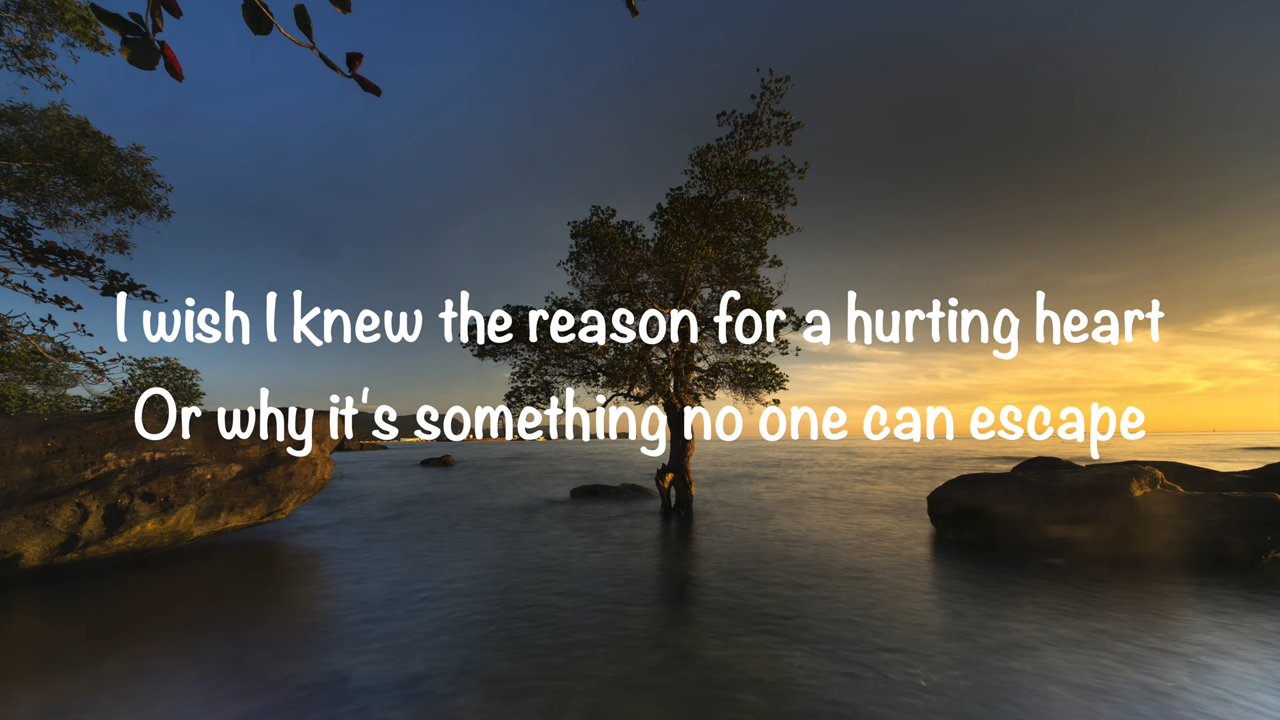 I wish I knew the reason for a hurting heart
Or why it's something no one can escape